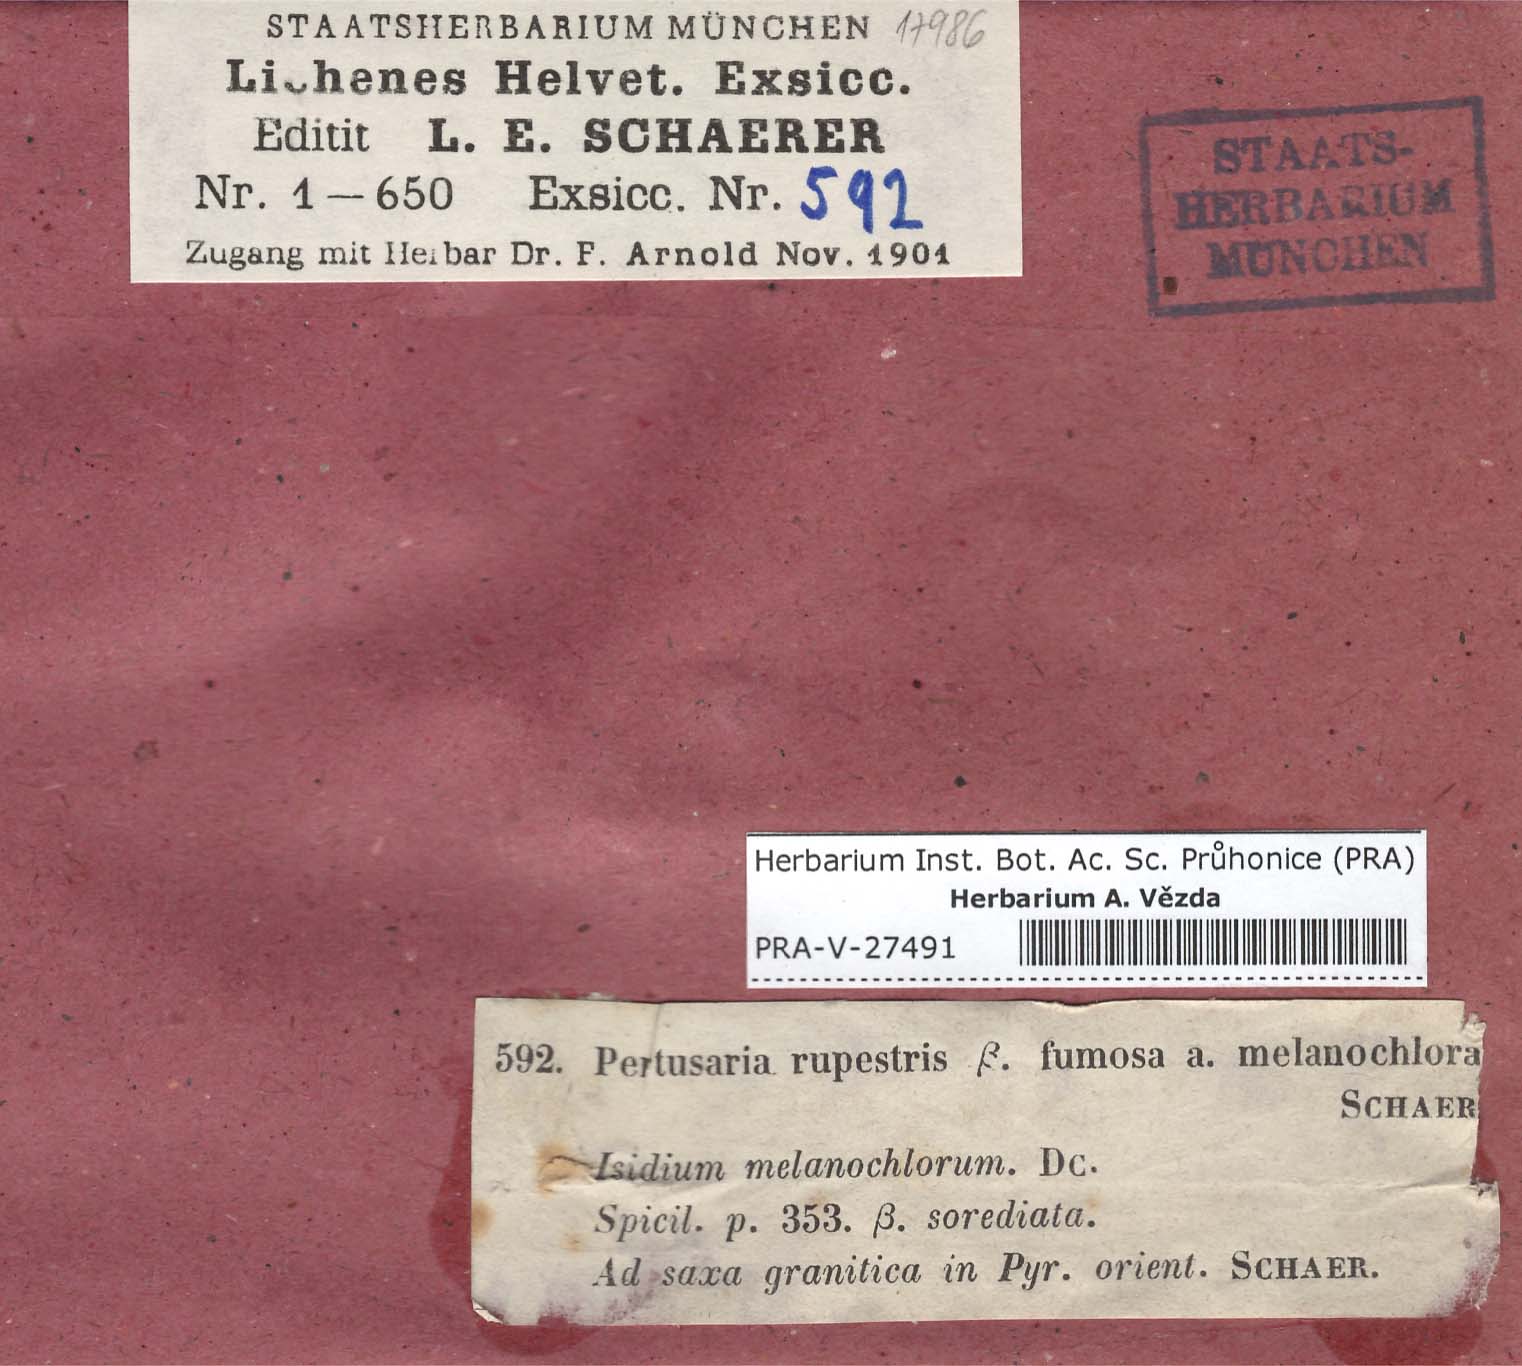 STAATSHERBARIUM MÜNCHEN 17986
Lichenes Helvet. Exsicc.
Editit L. E. SCHAERER
Nr. 1—650 Exsicc. Nr. 592
Zugang mit Herbar Dr. F. Arnold Nov. 1901
STAATS-
HERBARIUM
MÜNCHEN
Herbarium Inst. Bot. Ac. Sc. Průhonice (PRA)
Herbarium A. Vězda
PRA-V-27491
592. Pertusaria rupestris β. fumosa a. melanochlora
SCHAER
Isidium melanochlorum. Dc.
Spicil. p. 353. β. sorediata.
Ad saxa granitica in Pyr. orient. SCHAER.